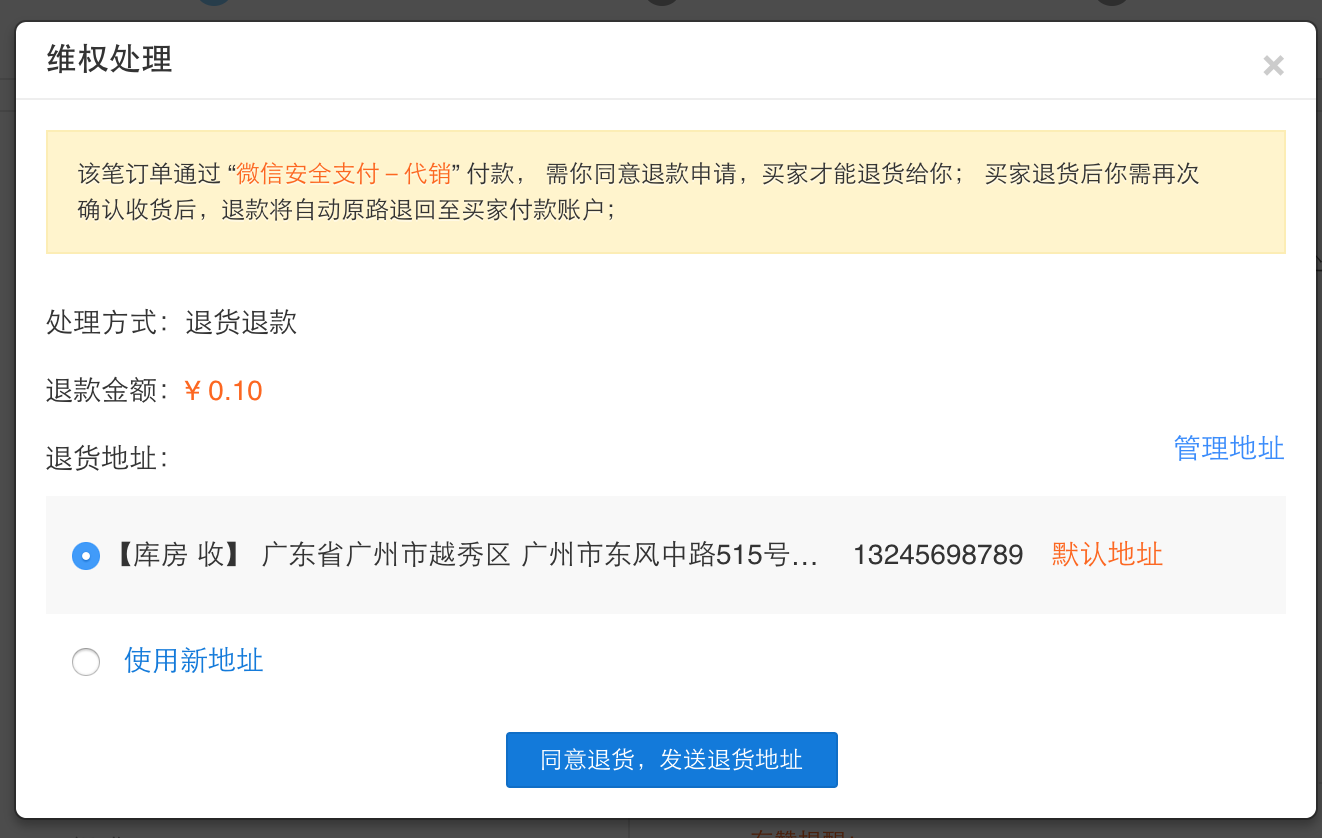 维权处理
×
该笔订单通过 “微信安全支付 – 代销” 付款， 需你同意退款申请，买家才能退货给你； 买家退货后你需再次
确认收货后，退款将自动原路退回至买家付款账户；
处理方式：退货退款
退款金额：¥ 0.10
退货地址：
管理地址
【库房 收】 广东省广州市越秀区 广州市东风中路515号... 13245698789 默认地址
使用新地址
同意退货，发送退货地址